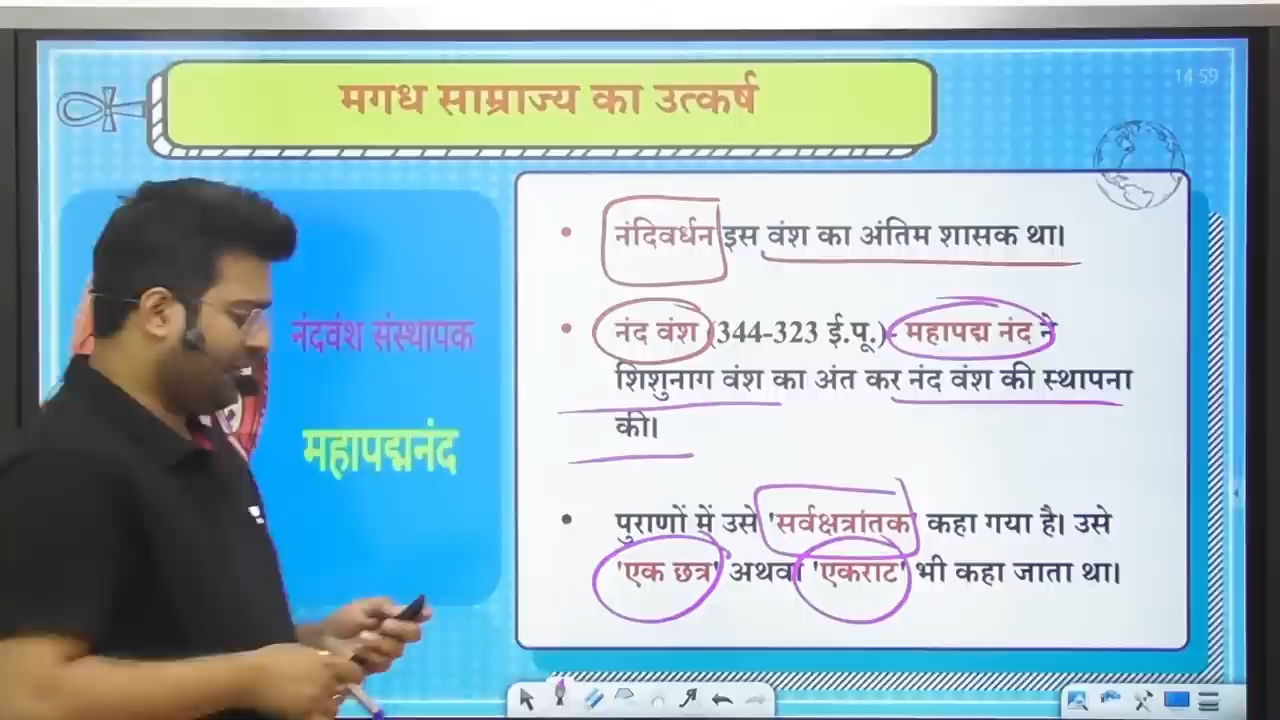 मगध साम्राज्य का उत्कर्ष
14:59
नंदवंश संस्थापक
महापद्मनंद
• नंदिवर्धन इस वंश का अंतिम शासक था।
• नंद वंश (344-323 ई.पू.)- महापद्म नंद ने
शिशुनाग वंश का अंत कर नंद वंश की स्थापना
की।
• पुराणों में उसे 'सर्वक्षत्रांतक' कहा गया है। उसे
'एक छत्र' अथवा 'एकराट' भी कहा जाता था।